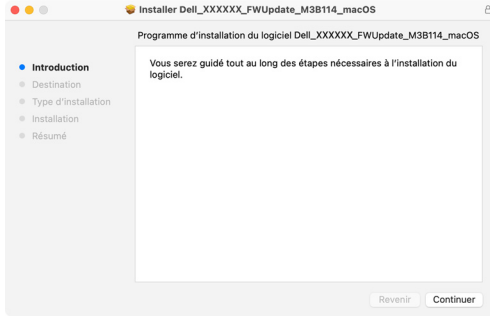 Installer Dell_XXXXXX_FWUpdate_M3B114_macOS
Programme d'installation du logiciel Dell_XXXXXX_FWUpdate_M3B114_macOS
Introduction
Destination
Type d'installation
Installation
Résumé
Vous serez guidé tout au long des étapes nécessaires à l'installation du
logiciel.
Revenir
Continuer